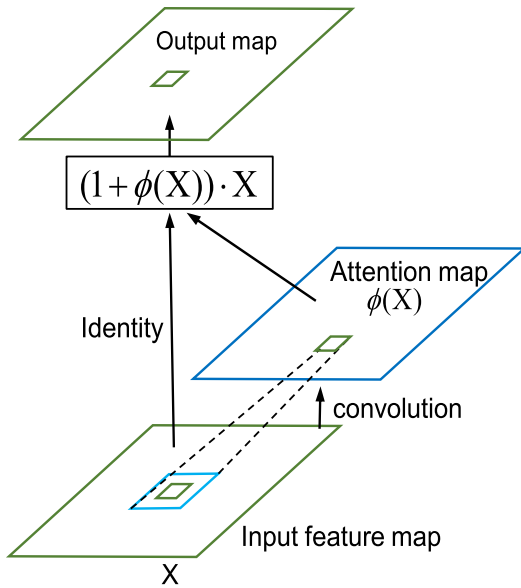 Output map
(1+ϕ(X))·X
Attention map
ϕ(X)
Identity
convolution
Input feature map
X